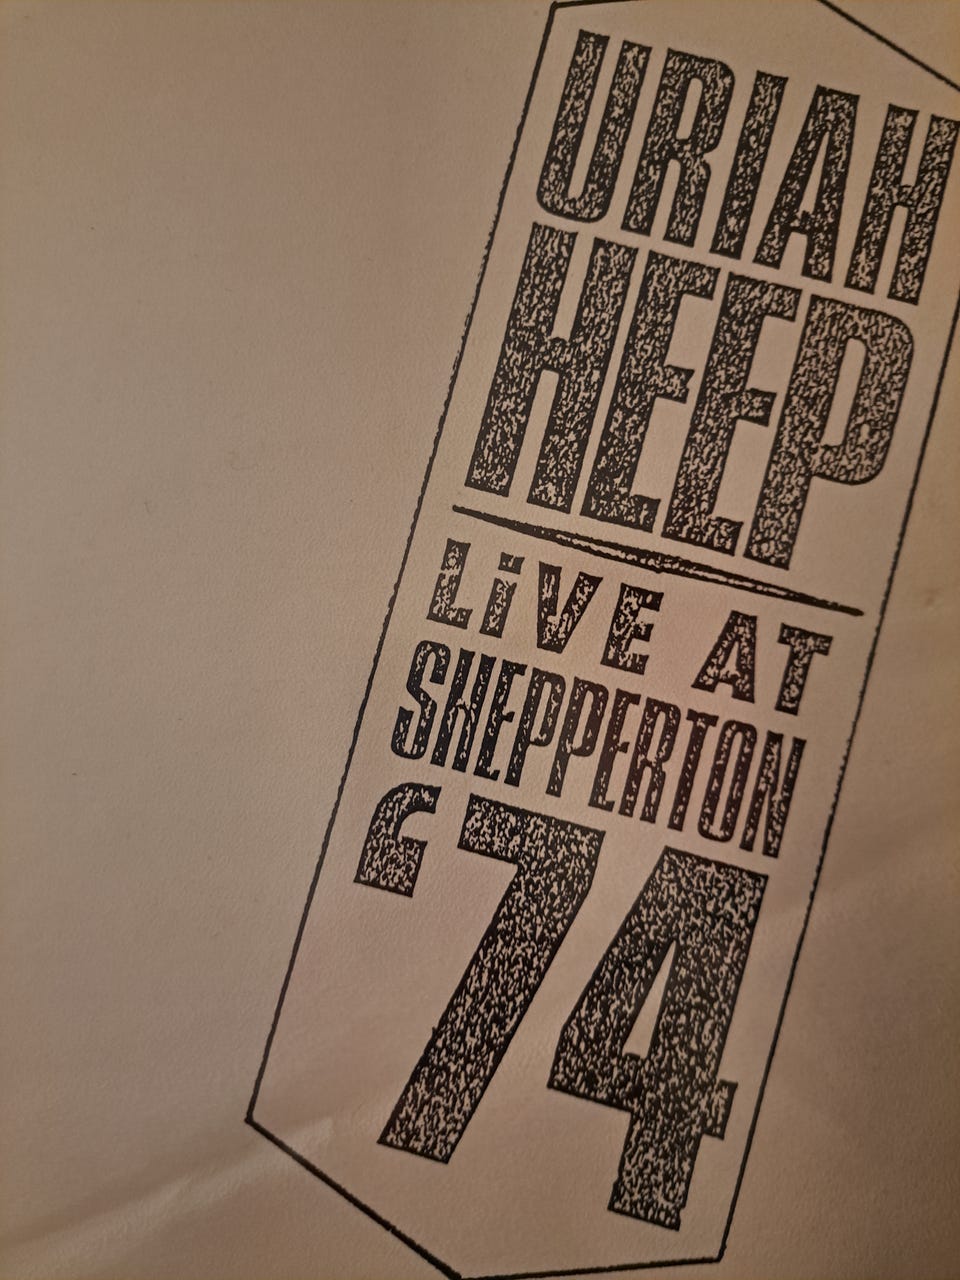 URIAH
HEEP
LiVE AT
SHEPPERTON
‘74